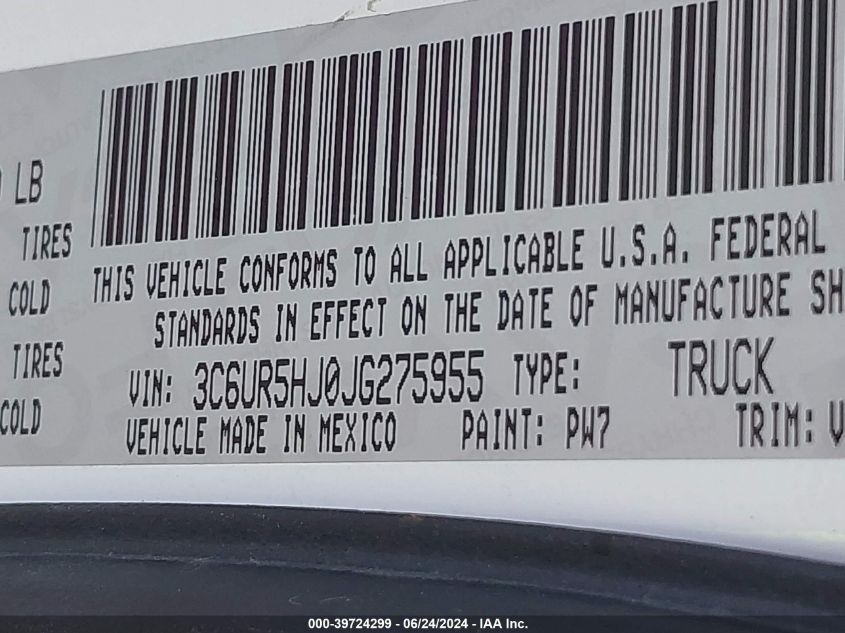 LB
TIRES
COLD
TIRES
COLD
THIS VEHICLE CONFORMS TO ALL APPLICABLE U.S.A. FEDERAL
STANDARDS IN EFFECT ON THE DATE OF MANUFACTURE SH
VIN: 3C6UR5HJ0JG275955 TYPE: TRUCK
VEHICLE MADE IN MEXICO PAINT: PW7 TRIM: V
000-39724299 - 06/24/2024 - IAA Inc.